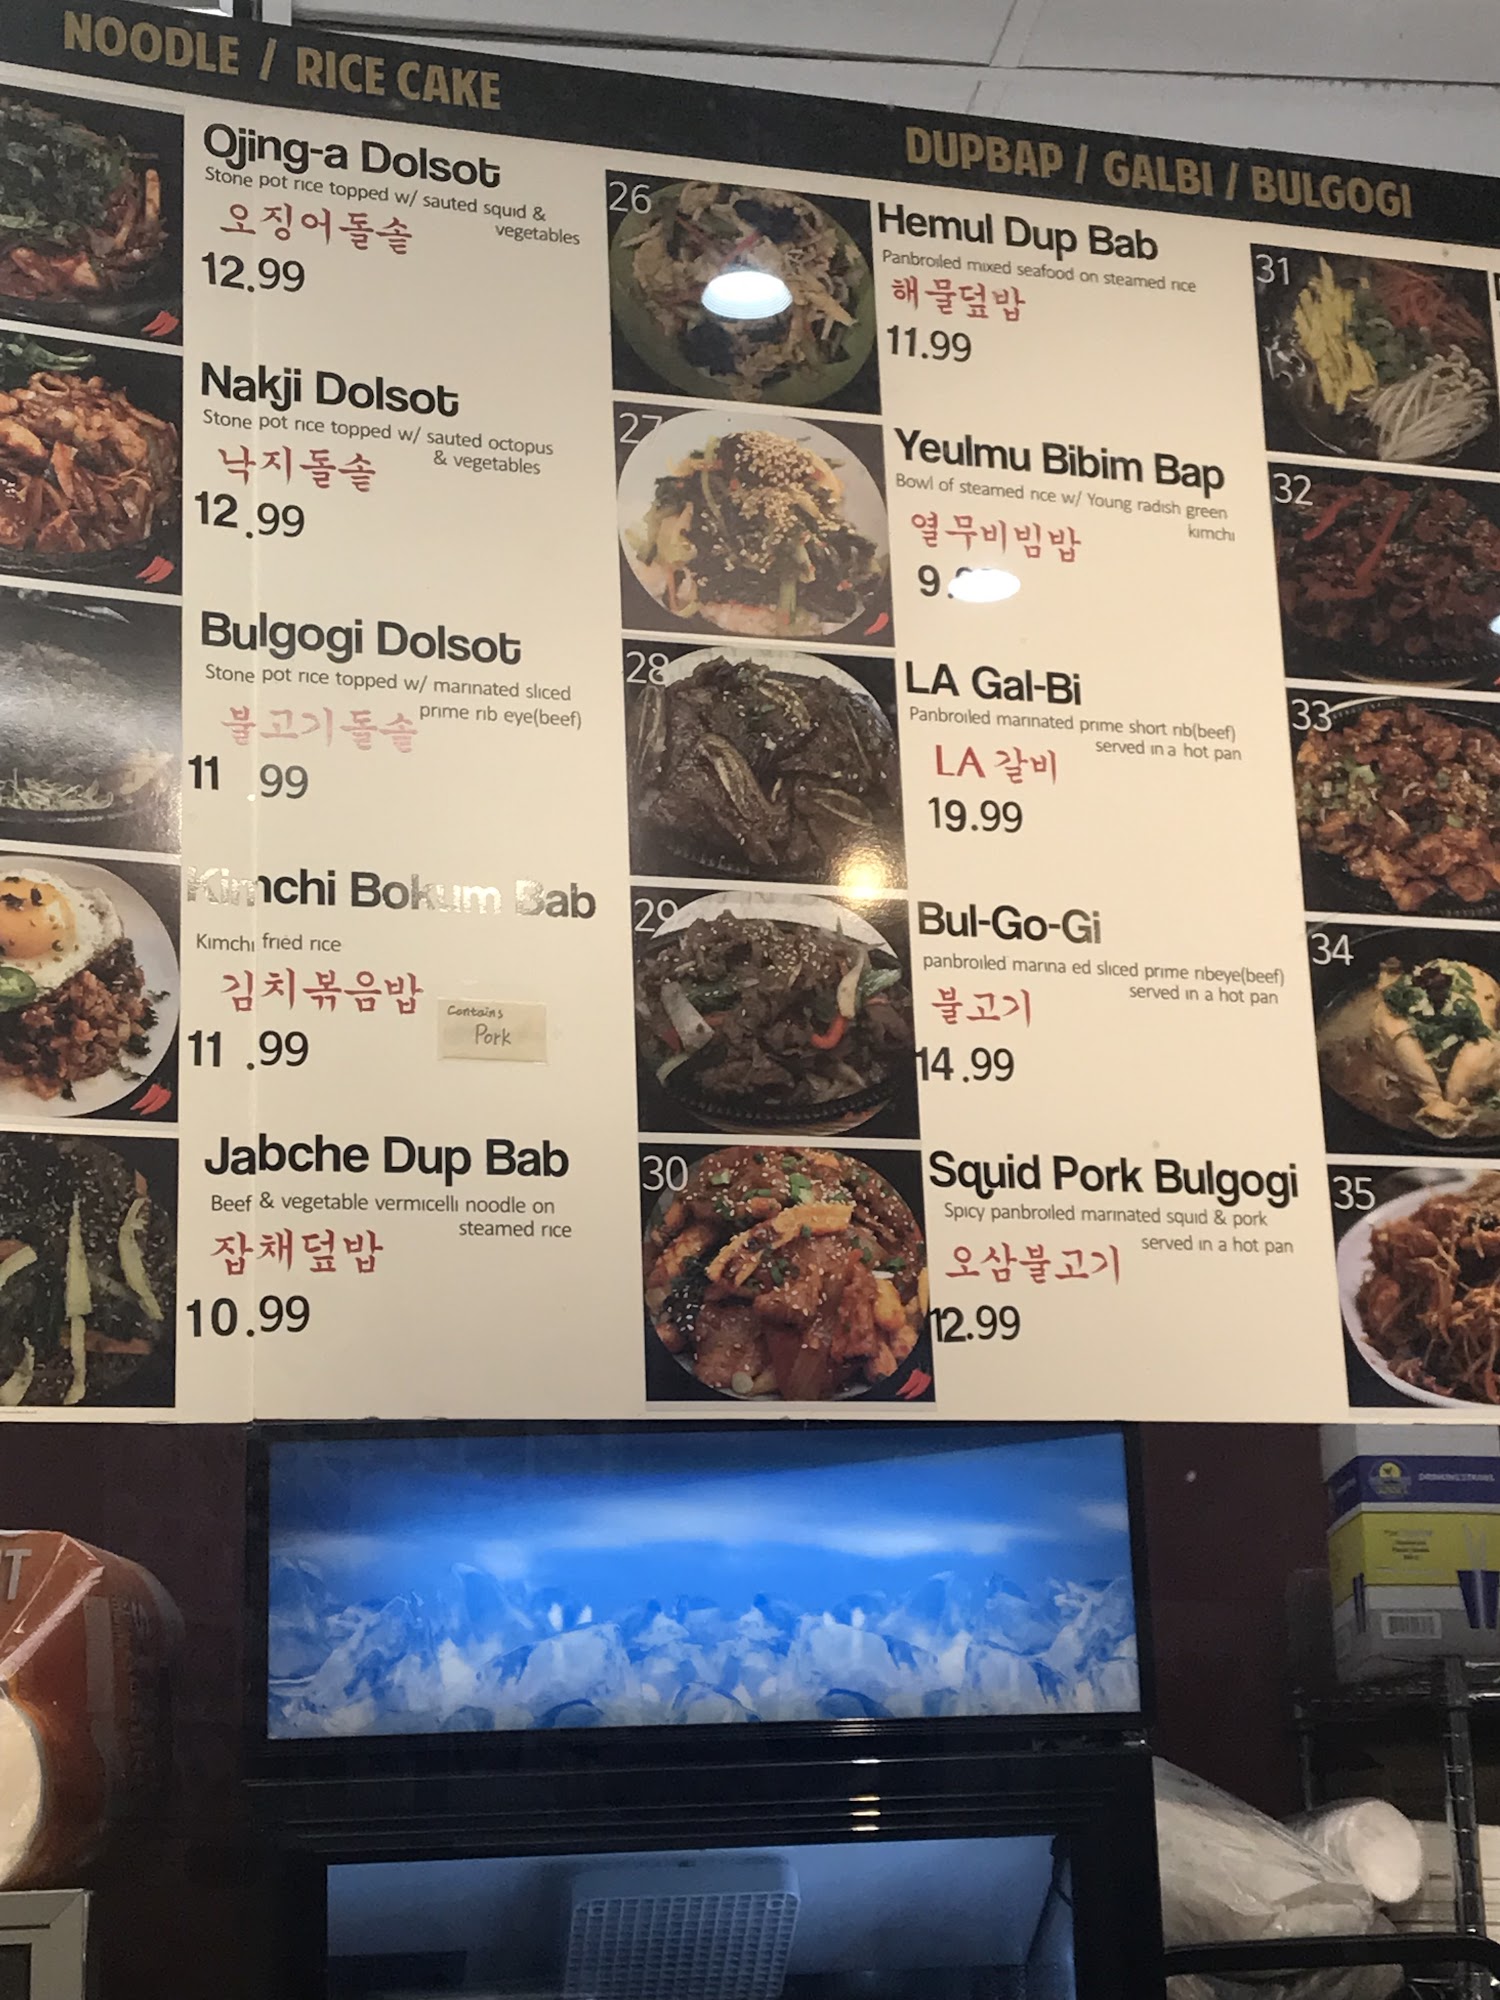 NOODLE / RICE CAKE
Ojing-a Dolsot
Stone pot rice topped w/ sauted squid &
vegetables
오징어돌솥
12.99
Nakji Dolsot
Stone pot rice topped w/ sauted octopus
& vegetables
낙지돌솥
12.99
Bulgogi Dolsot
Stone pot rice topped w/ marinated sliced
prime rib eye(beef)
불고기돌솥
11 .99
Kimchi Bokum Bab
Kimchi fried rice
김치볶음밥
Contains
Pork
11 .99
Jabche Dup Bab
Beef & vegetable vermicelli noodle on
steamed rice
잡채덮밥
10.99
DUPBAP / GALBI / BULGOGI
26
Hemul Dup Bab
Panbroiled mixed seafood on steamed rice
해물덮밥
11.99
27
Yeulmu Bibim Bap
Bowl of steamed rice w/ Young radish green
kimchi
열무비빔밥
9.
28
LA Gal-Bi
Panbroiled marinated prime short rib(beef)
served in a hot pan
LA 갈비
19.99
29
Bul-Go-Gi
panbroiled marina ed sliced prime ribeye(beef)
served in a hot pan
불고기
14.99
30
Squid Pork Bulgogi
Spicy panbroiled marinated squid & pork
served in a hot pan
오삼불고기
12.99
31
32
33
34
35
DRINKING STRAWS